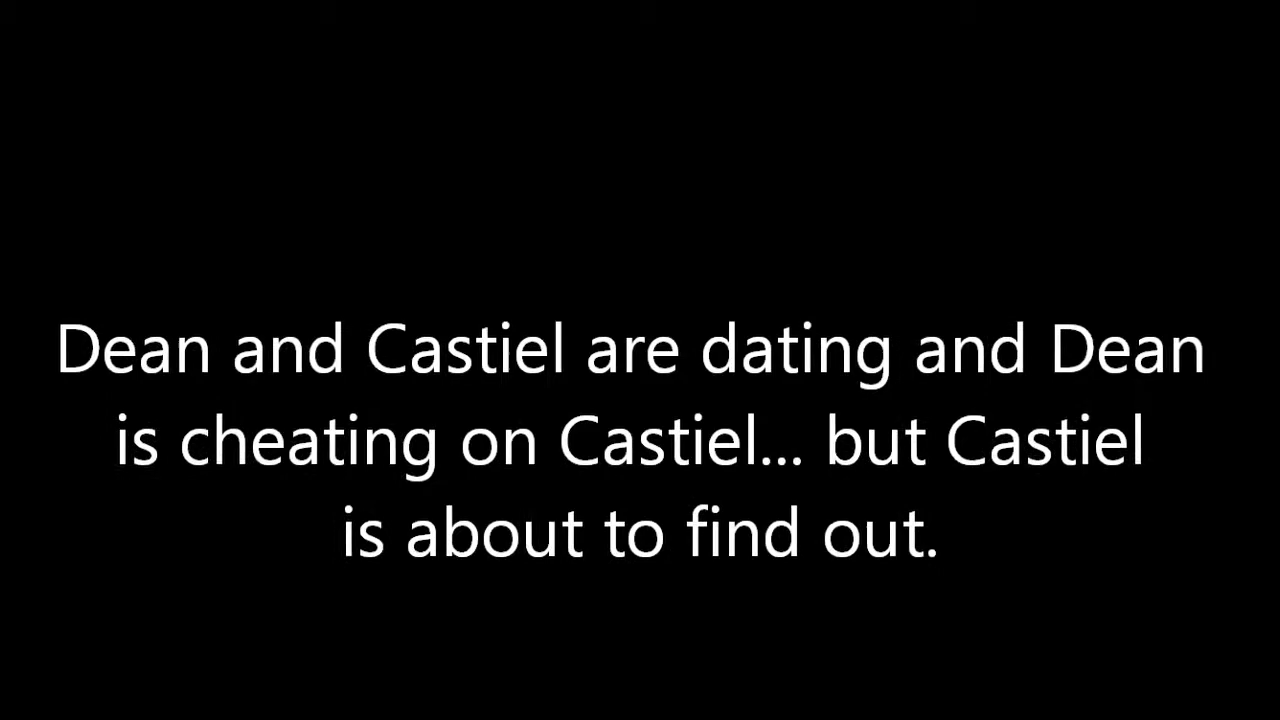 Dean and Castiel are dating and Dean
is cheating on Castiel... but Castiel
is about to find out.